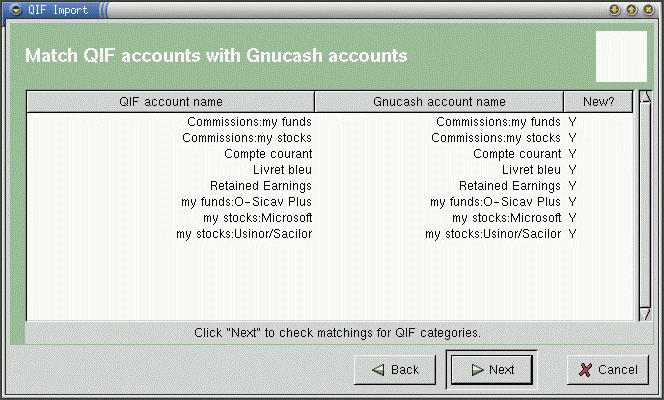 QIF Import
Match QIF accounts with Gnucash accounts
QIF account name Gnucash account name New?
Commissions:my funds Commissions:my funds Y
Commissions:my stocks Commissions:my stocks Y
Compte courant Compte courant Y
Livret bleu Livret bleu Y
Retained Earnings Retained Earnings Y
my funds:O-Sicav Plus my funds:O-Sicav Plus Y
my stocks:Microsoft my stocks:Microsoft Y
my stocks:Usinor/Sacilor my stocks:Usinor/Sacilor Y
Click "Next" to check matchings for QIF categories.
Back Next Cancel